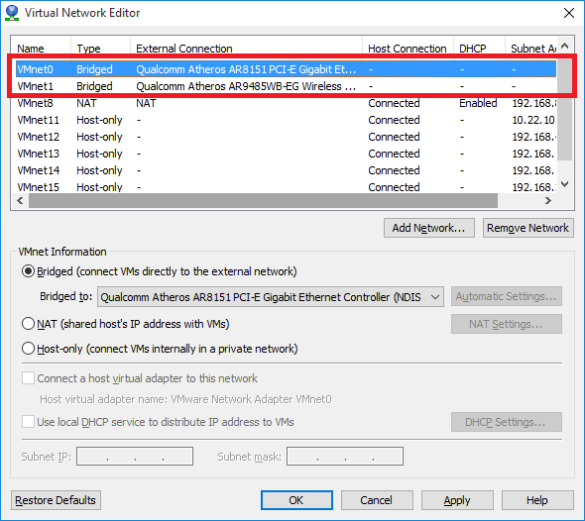 Virtual Network Editor
Name Type External Connection Host Connection DHCP Subnet Ad
VMnet0 Bridged Qualcomm Atheros AR8151 PCI-E Gigabit Et... - - -
VMnet1 Bridged Qualcomm Atheros AR9485WB-EG Wireless ... - - -
VMnet8 NAT NAT Connected Enabled 192.168.
VMnet11 Host-only - Connected - 10.22.10
VMnet12 Host-only - Connected - 192.168.
VMnet13 Host-only - Connected - 192.168.
VMnet14 Host-only - Connected - 192.168.
VMnet15 Host-only - Connected - 192.168.
Add Network... Remove Network
VMnet Information
Bridged (connect VMs directly to the external network)
Bridged to: Qualcomm Atheros AR8151 PCI-E Gigabit Ethernet Controller (NDIS Automatic Settings...
NAT (shared host's IP address with VMs) NAT Settings...
Host-only (connect VMs internally in a private network)
Connect a host virtual adapter to this network
Host virtual adapter name: VMware Network Adapter VMnet0
Use local DHCP service to distribute IP address to VMs DHCP Settings...
Subnet IP: . . . Subnet mask: . . .
Restore Defaults OK Cancel Apply Help